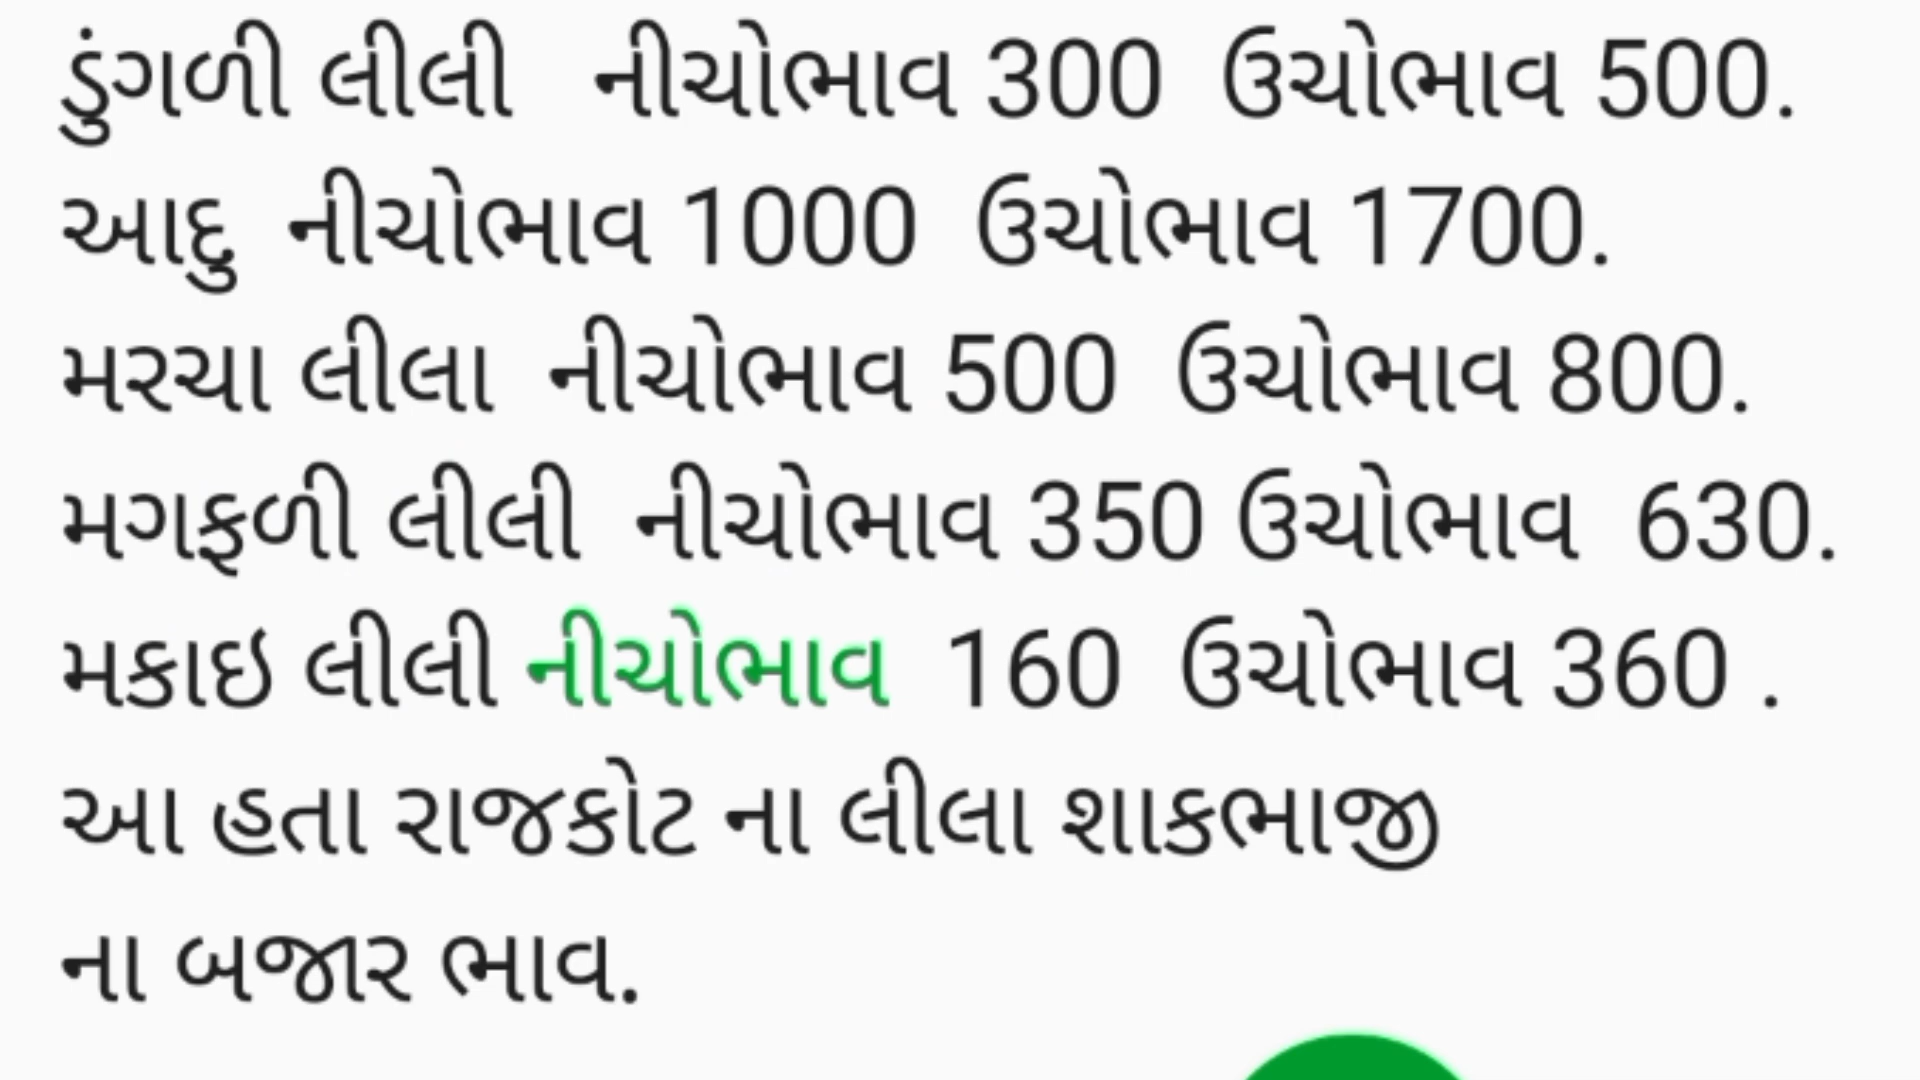 ડુંગળી લીલી નીચોભાવ 300 ઉચોભાવ 500.
આદુ નીચોભાવ 1000 ઉચોભાવ 1700.
મરચા લીલા નીચોભાવ 500 ઉચોભાવ 800.
મગફળી લીલી નીચોભાવ 350 ઉચોભાવ 630.
મકાઇ લીલી નીચોભાવ 160 ઉચોભાવ 360 .
આ હતા રાજકોટ ના લીલા શાકભાજી
ના બજાર ભાવ.